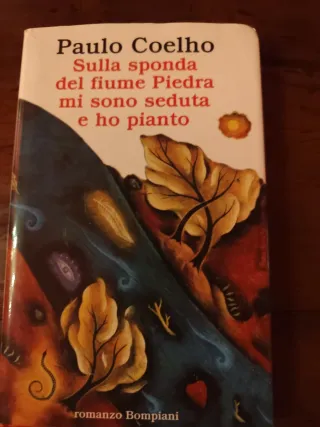 Paulo Coelho
Sulla sponda
del fiume Piedra
mi sono seduta
e ho pianto
romanzo Bompiani